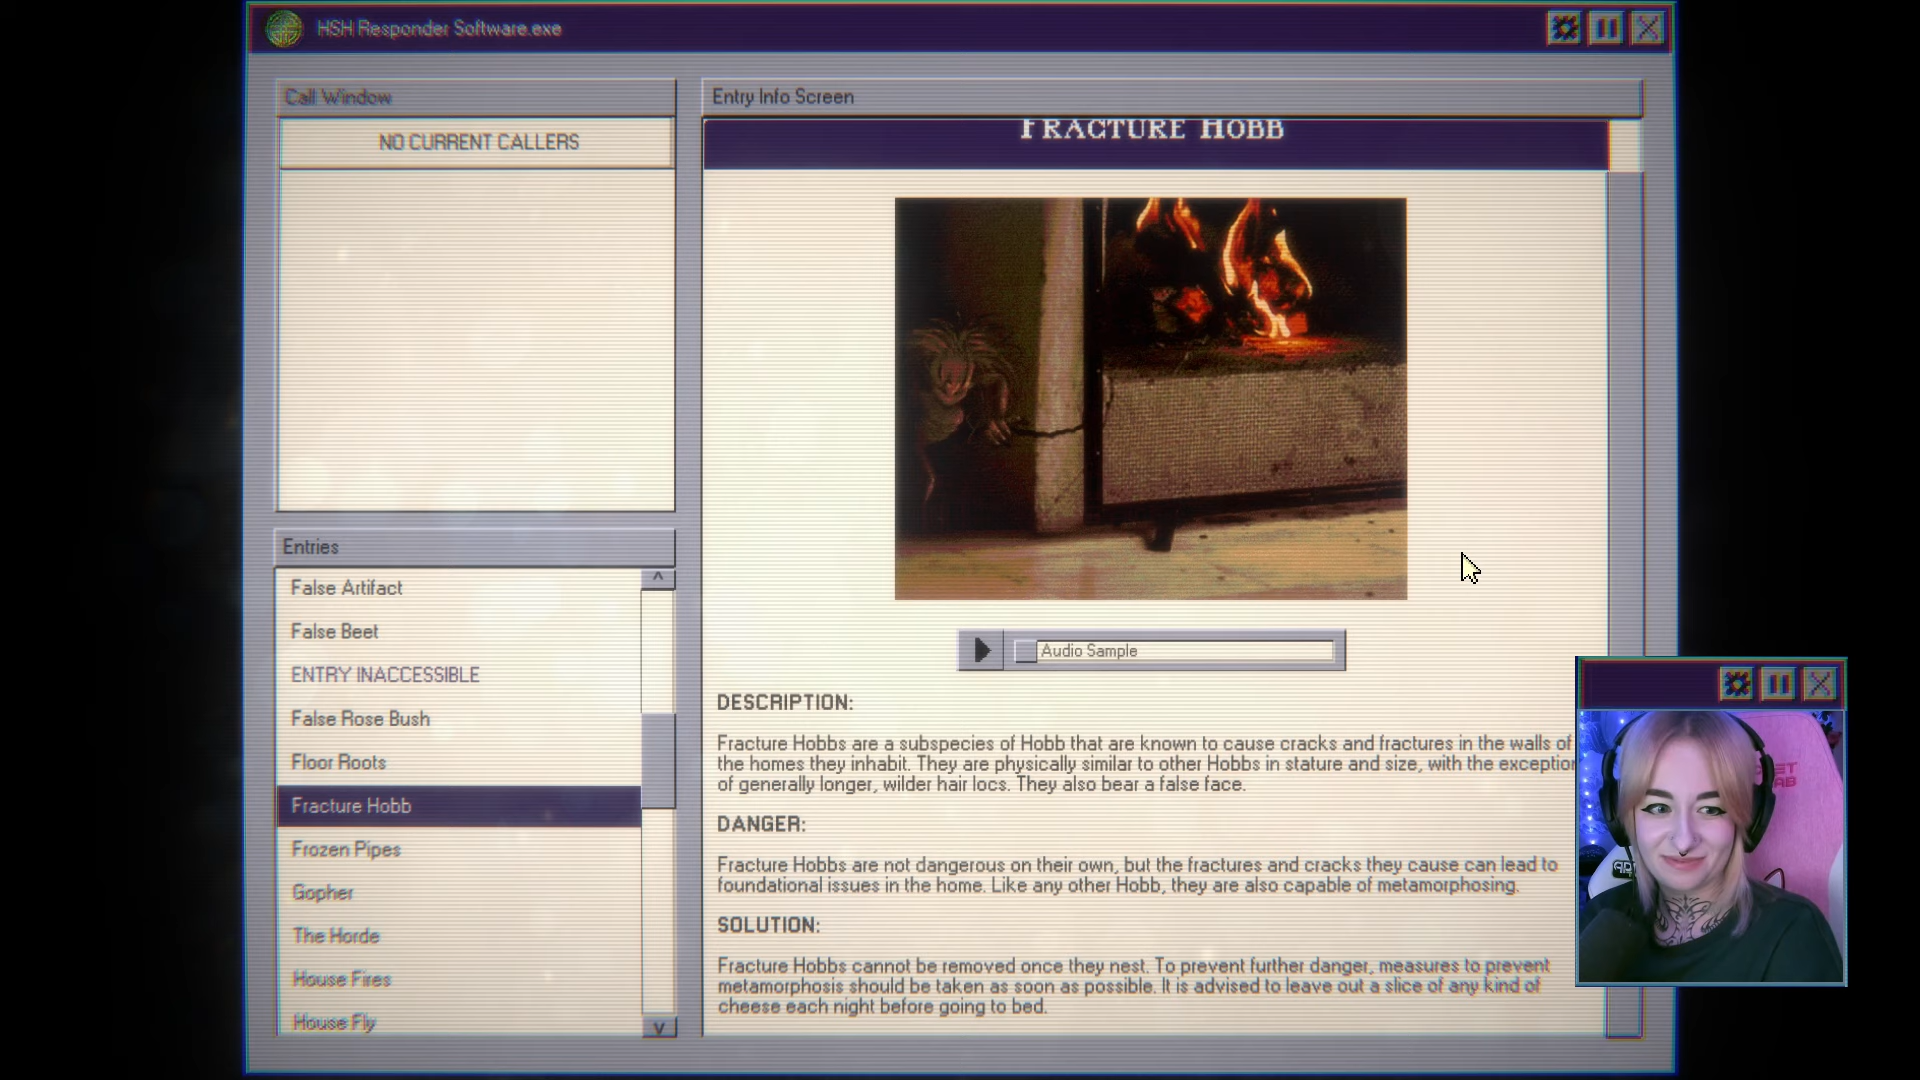 HSH Responder Software.exe
Call Window
NO CURRENT CALLERS
Entries
False Artifact
False Beet
ENTRY INACCESSIBLE
False Rose Bush
Floor Roots
Fracture Hobb
Frozen Pipes
Gopher
The Horde
House Fires
House Fly
Entry Info Screen
FRACTURE HOBB
Audio Sample
DESCRIPTION:
Fracture Hobbs are a subspecies of Hobb that are known to cause cracks and fractures in the walls of
the homes they inhabit. They are physically similar to other Hobbs in stature and size, with the exception
of generally longer, wilder hair locs. They also bear a false face.
DANGER:
Fracture Hobbs are not dangerous on their own, but the fractures and cracks they cause can lead to
foundational issues in the home. Like any other Hobb, they are also capable of metamorphosing.
SOLUTION:
Fracture Hobbs cannot be removed once they nest. To prevent further danger, measures to prevent
metamorphosis should be taken as soon as possible. It is advised to leave out a slice of any kind of
cheese each night before going to bed.